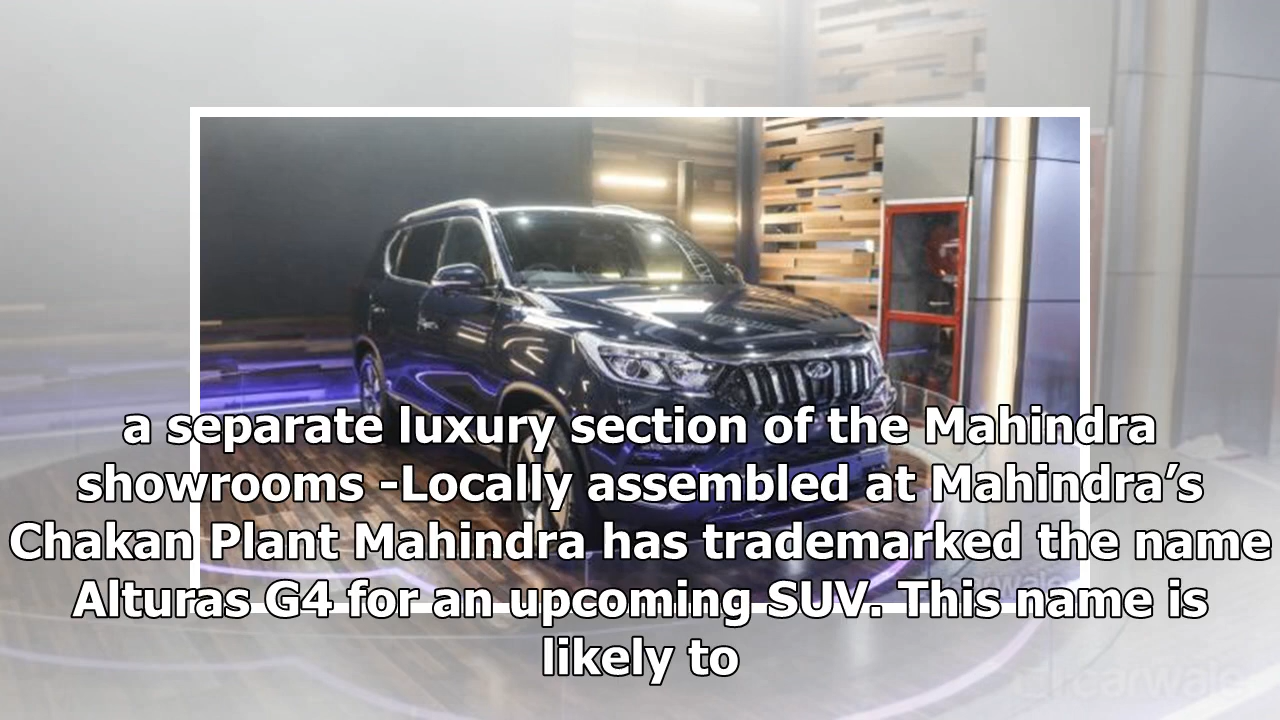 a separate luxury section of the Mahindra
showrooms -Locally assembled at Mahindra’s
Chakan Plant Mahindra has trademarked the name
Alturas G4 for an upcoming SUV. This name is
likely to
carwale